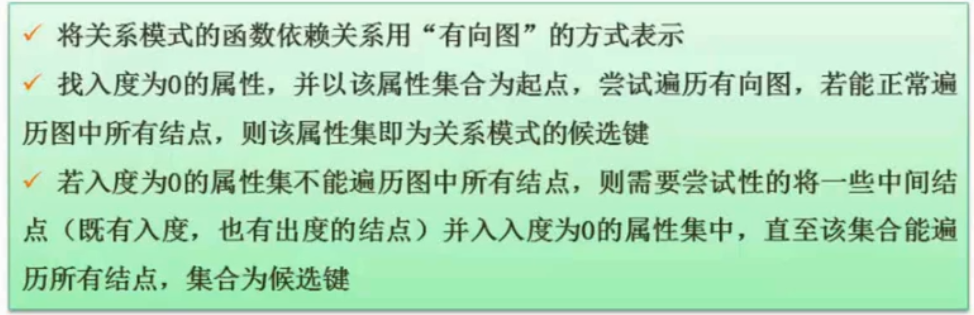 ✓ 将关系模式的函数依赖关系用“有向图”的方式表示
✓ 找入度为0的属性，并以该属性集合为起点，尝试遍历有向图，若能正常遍
历图中所有结点，则该属性集即为关系模式的候选键
✓ 若入度为0的属性集不能遍历图中所有结点，则需要尝试性的将一些中间结
点（既有入度，也有出度的结点）并入入度为0的属性集中，直至该集合能遍
历所有结点，集合为候选键